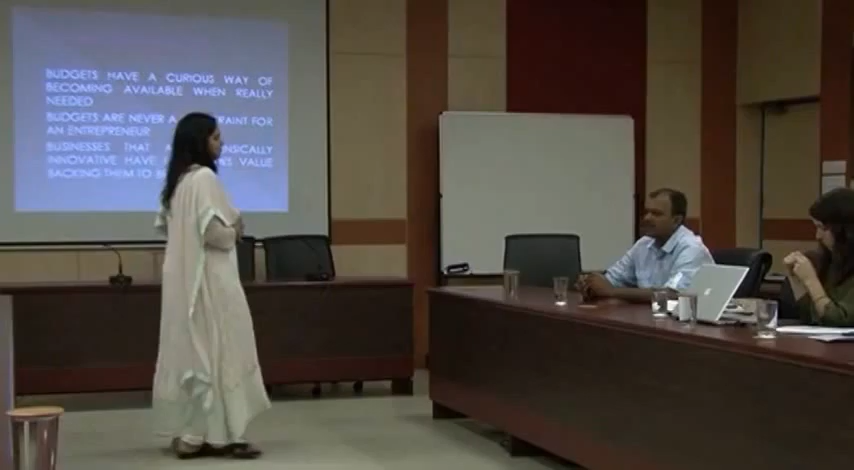 BUDGETS HAVE A CURIOUS WAY OF
BECOMING AVAILABLE WHEN REALLY
NEEDED
BUDGETS ARE NEVER A FOR
AN ENTREPRENEUR
BUSINESSES THAT
INNOVATIVE HAVE VALUE
BACKING THEM TO